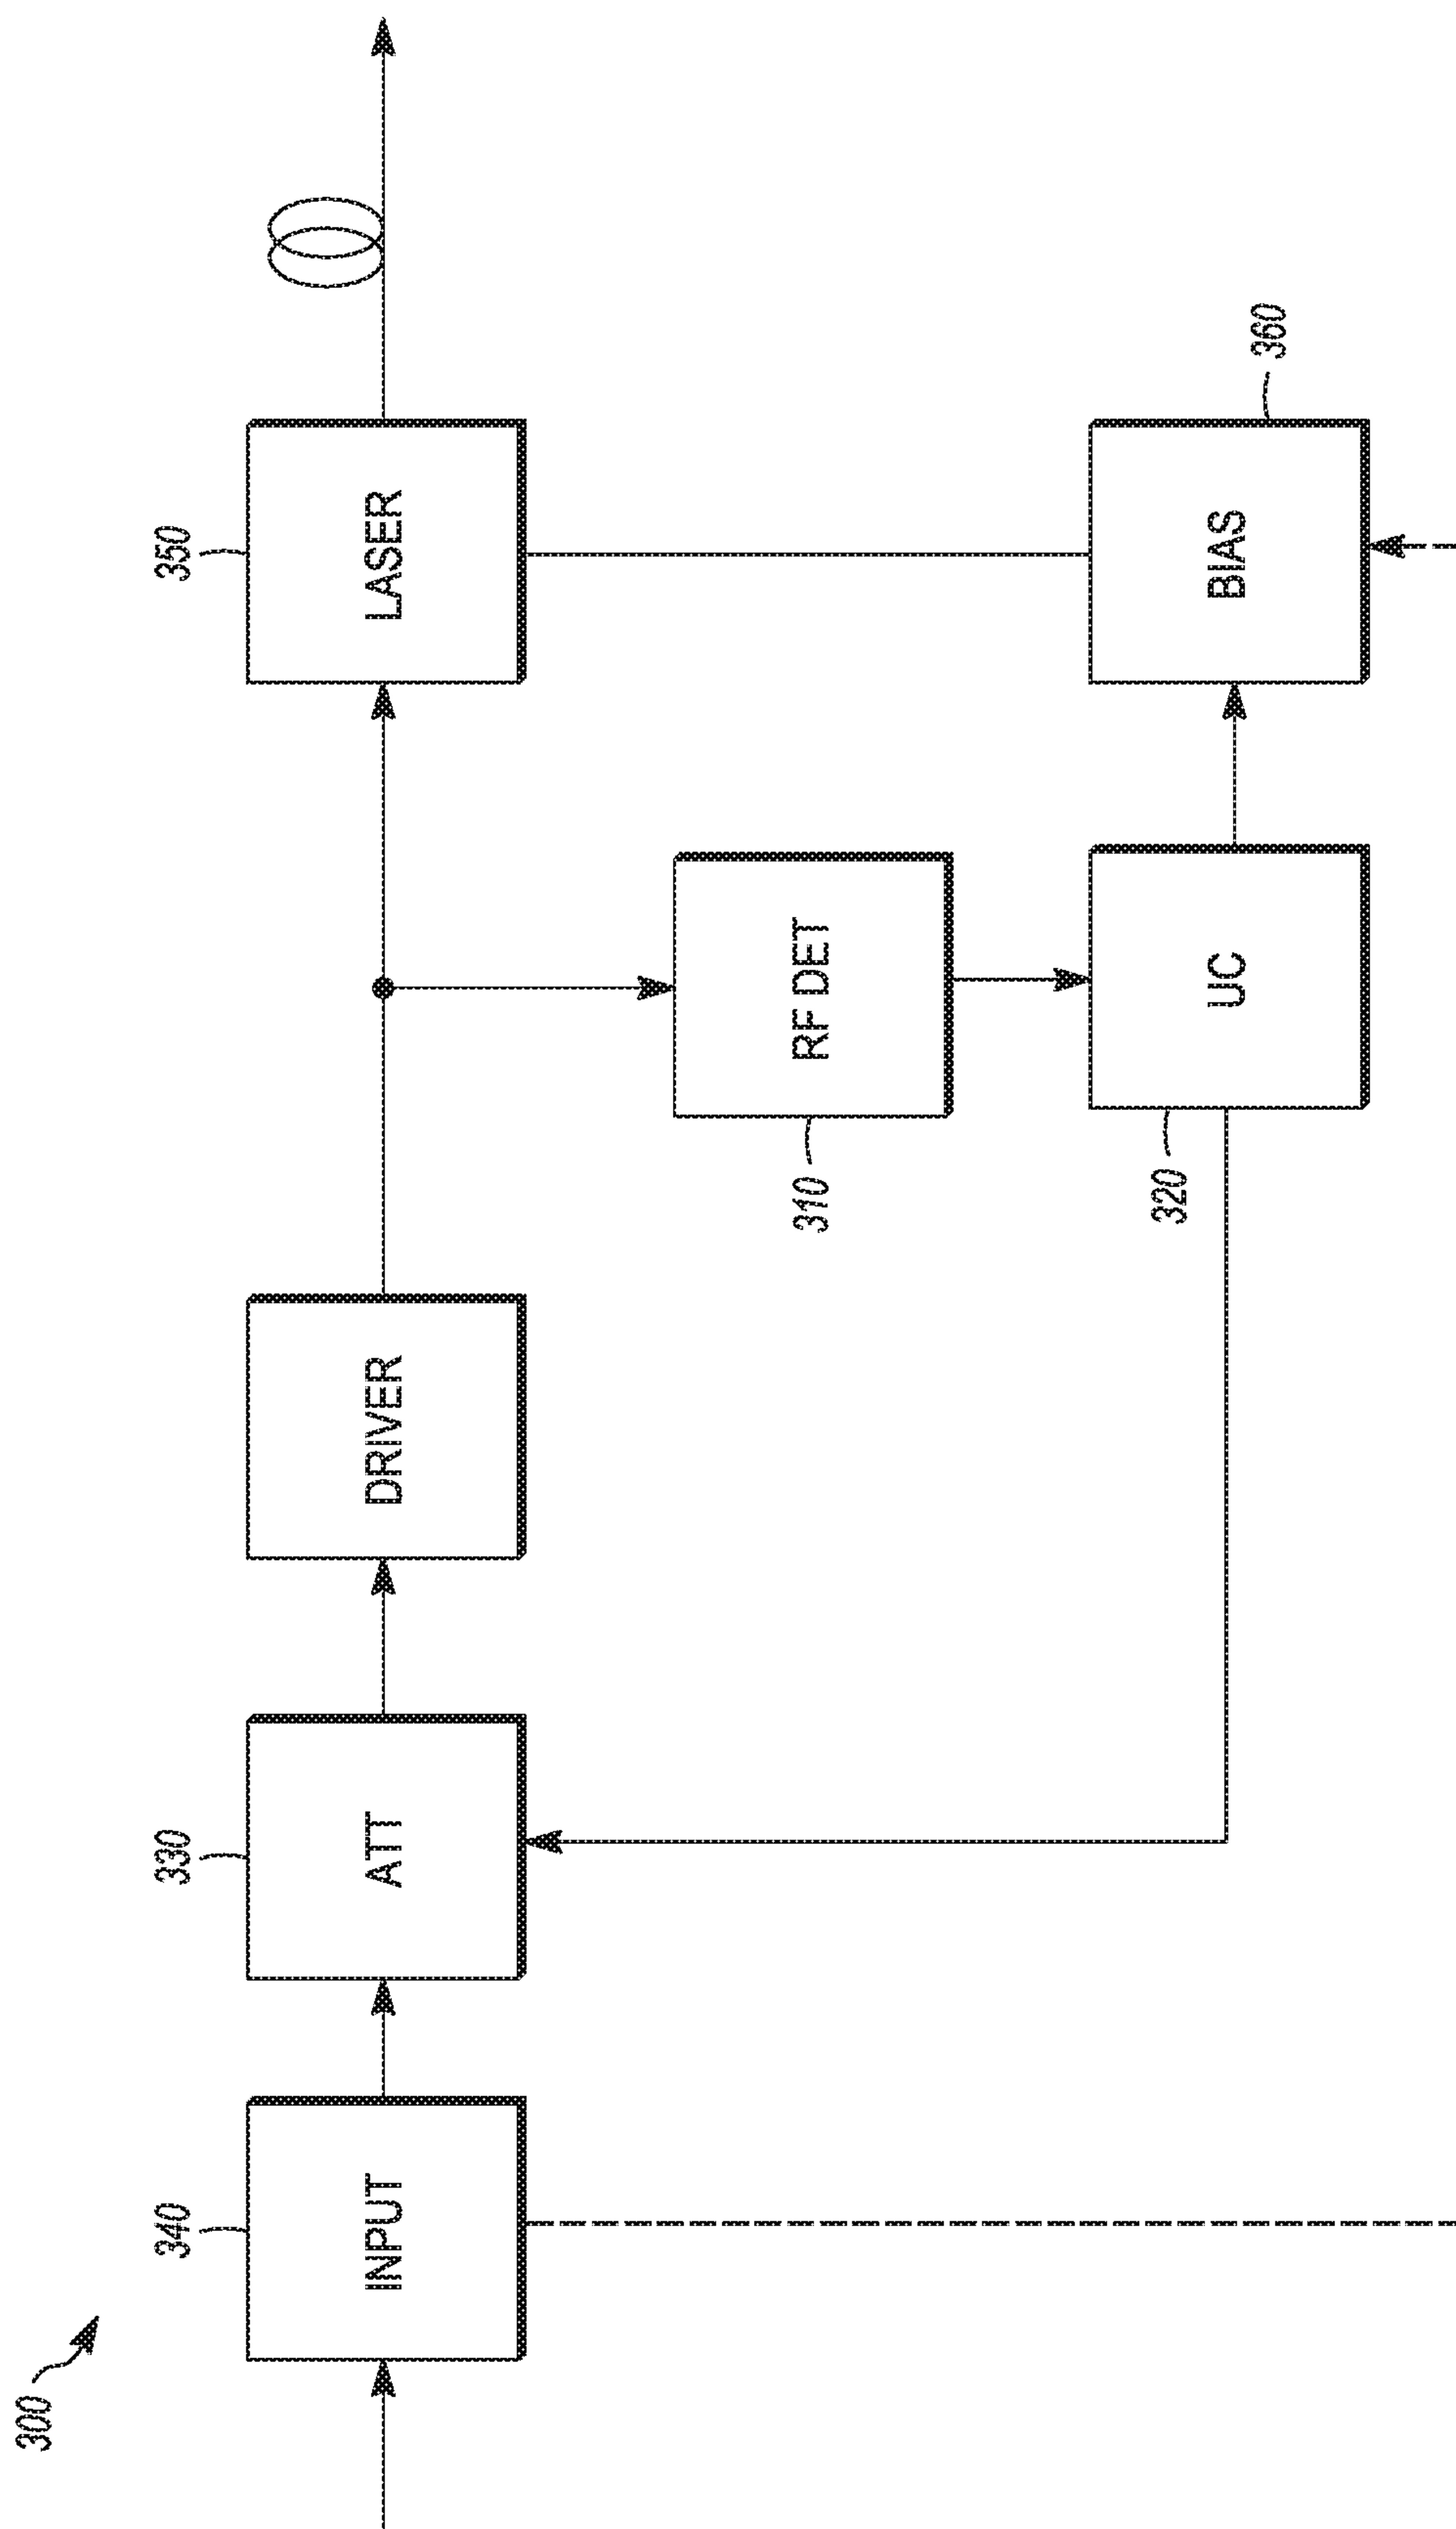 300
340
INPUT
330
ATT
DRIVER
350
LASER
310
RF DET
320
UC
360
BIAS